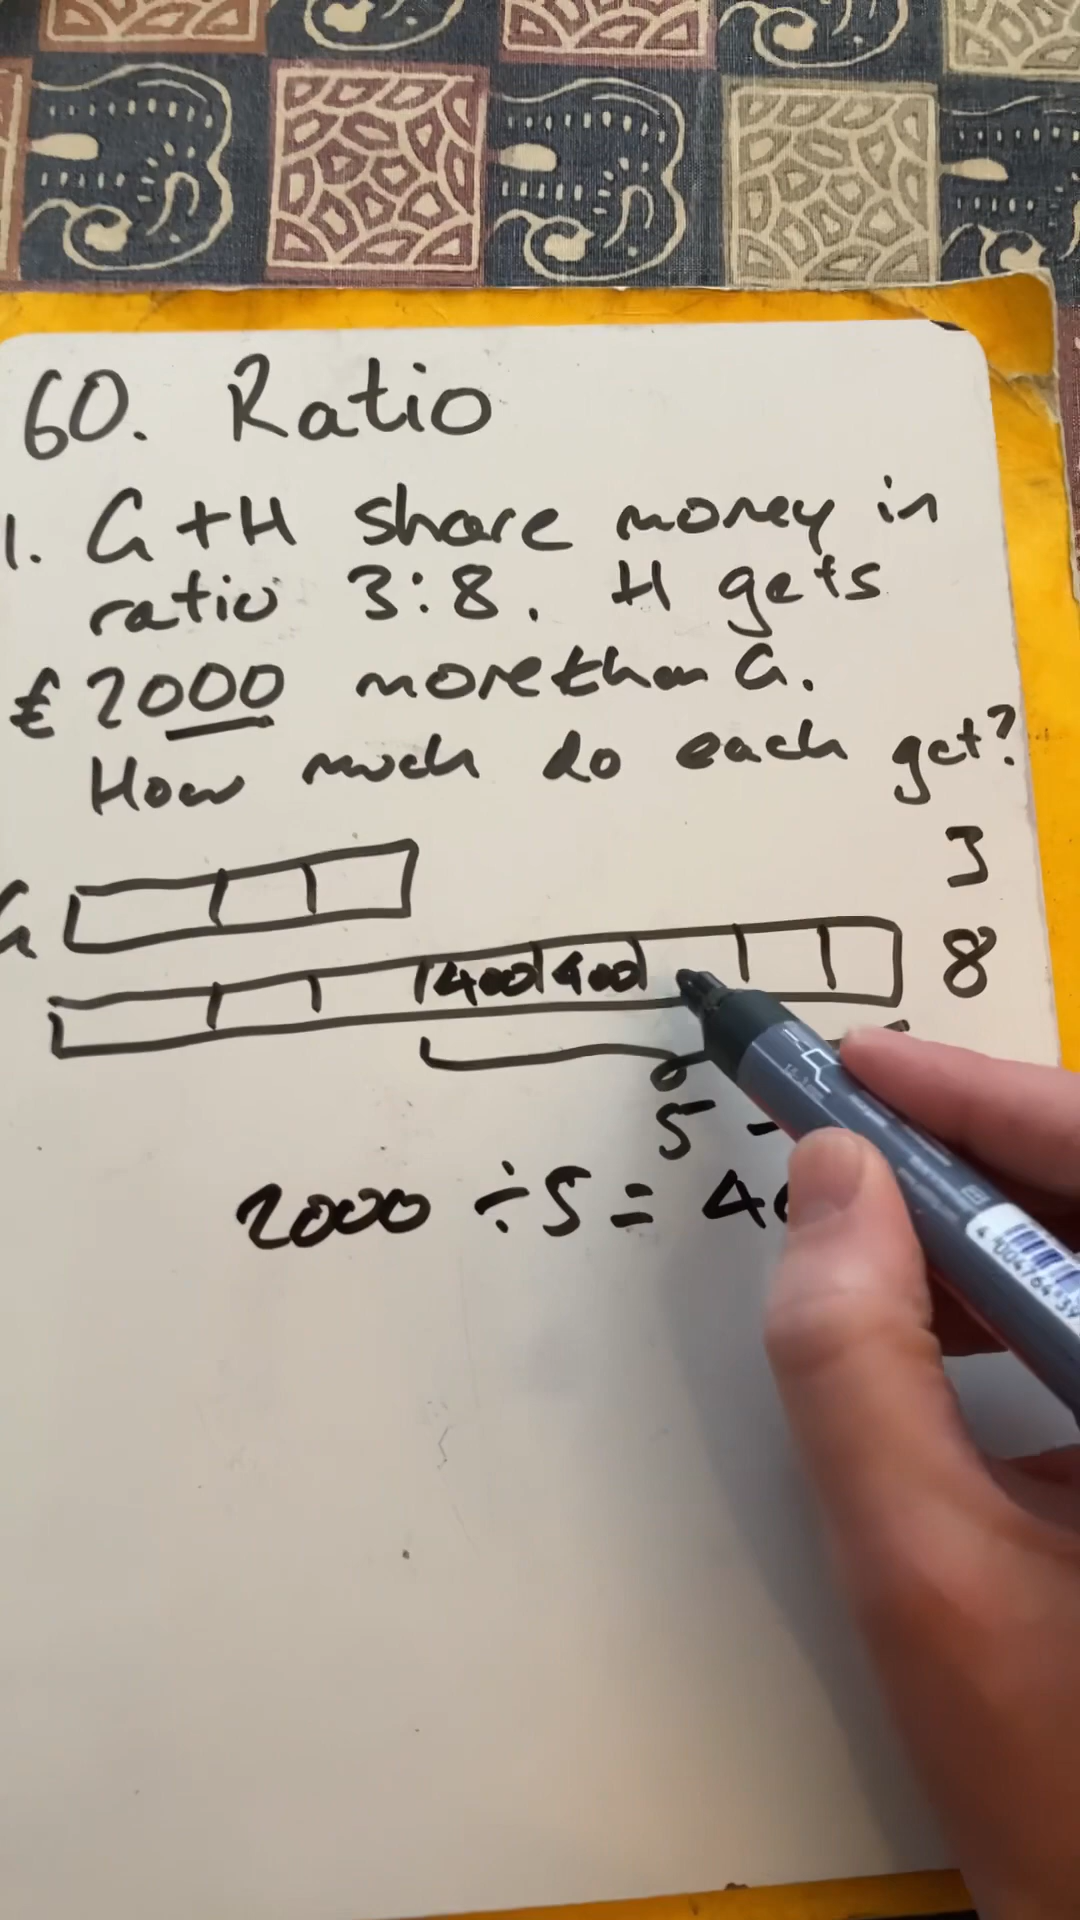 60. Ratio
1. G + H share money in
ratio 3:8. H gets
£2000 more than G.
How much do each get?
3
G
400 400
8
5 -
2000 ÷ 5 = 4